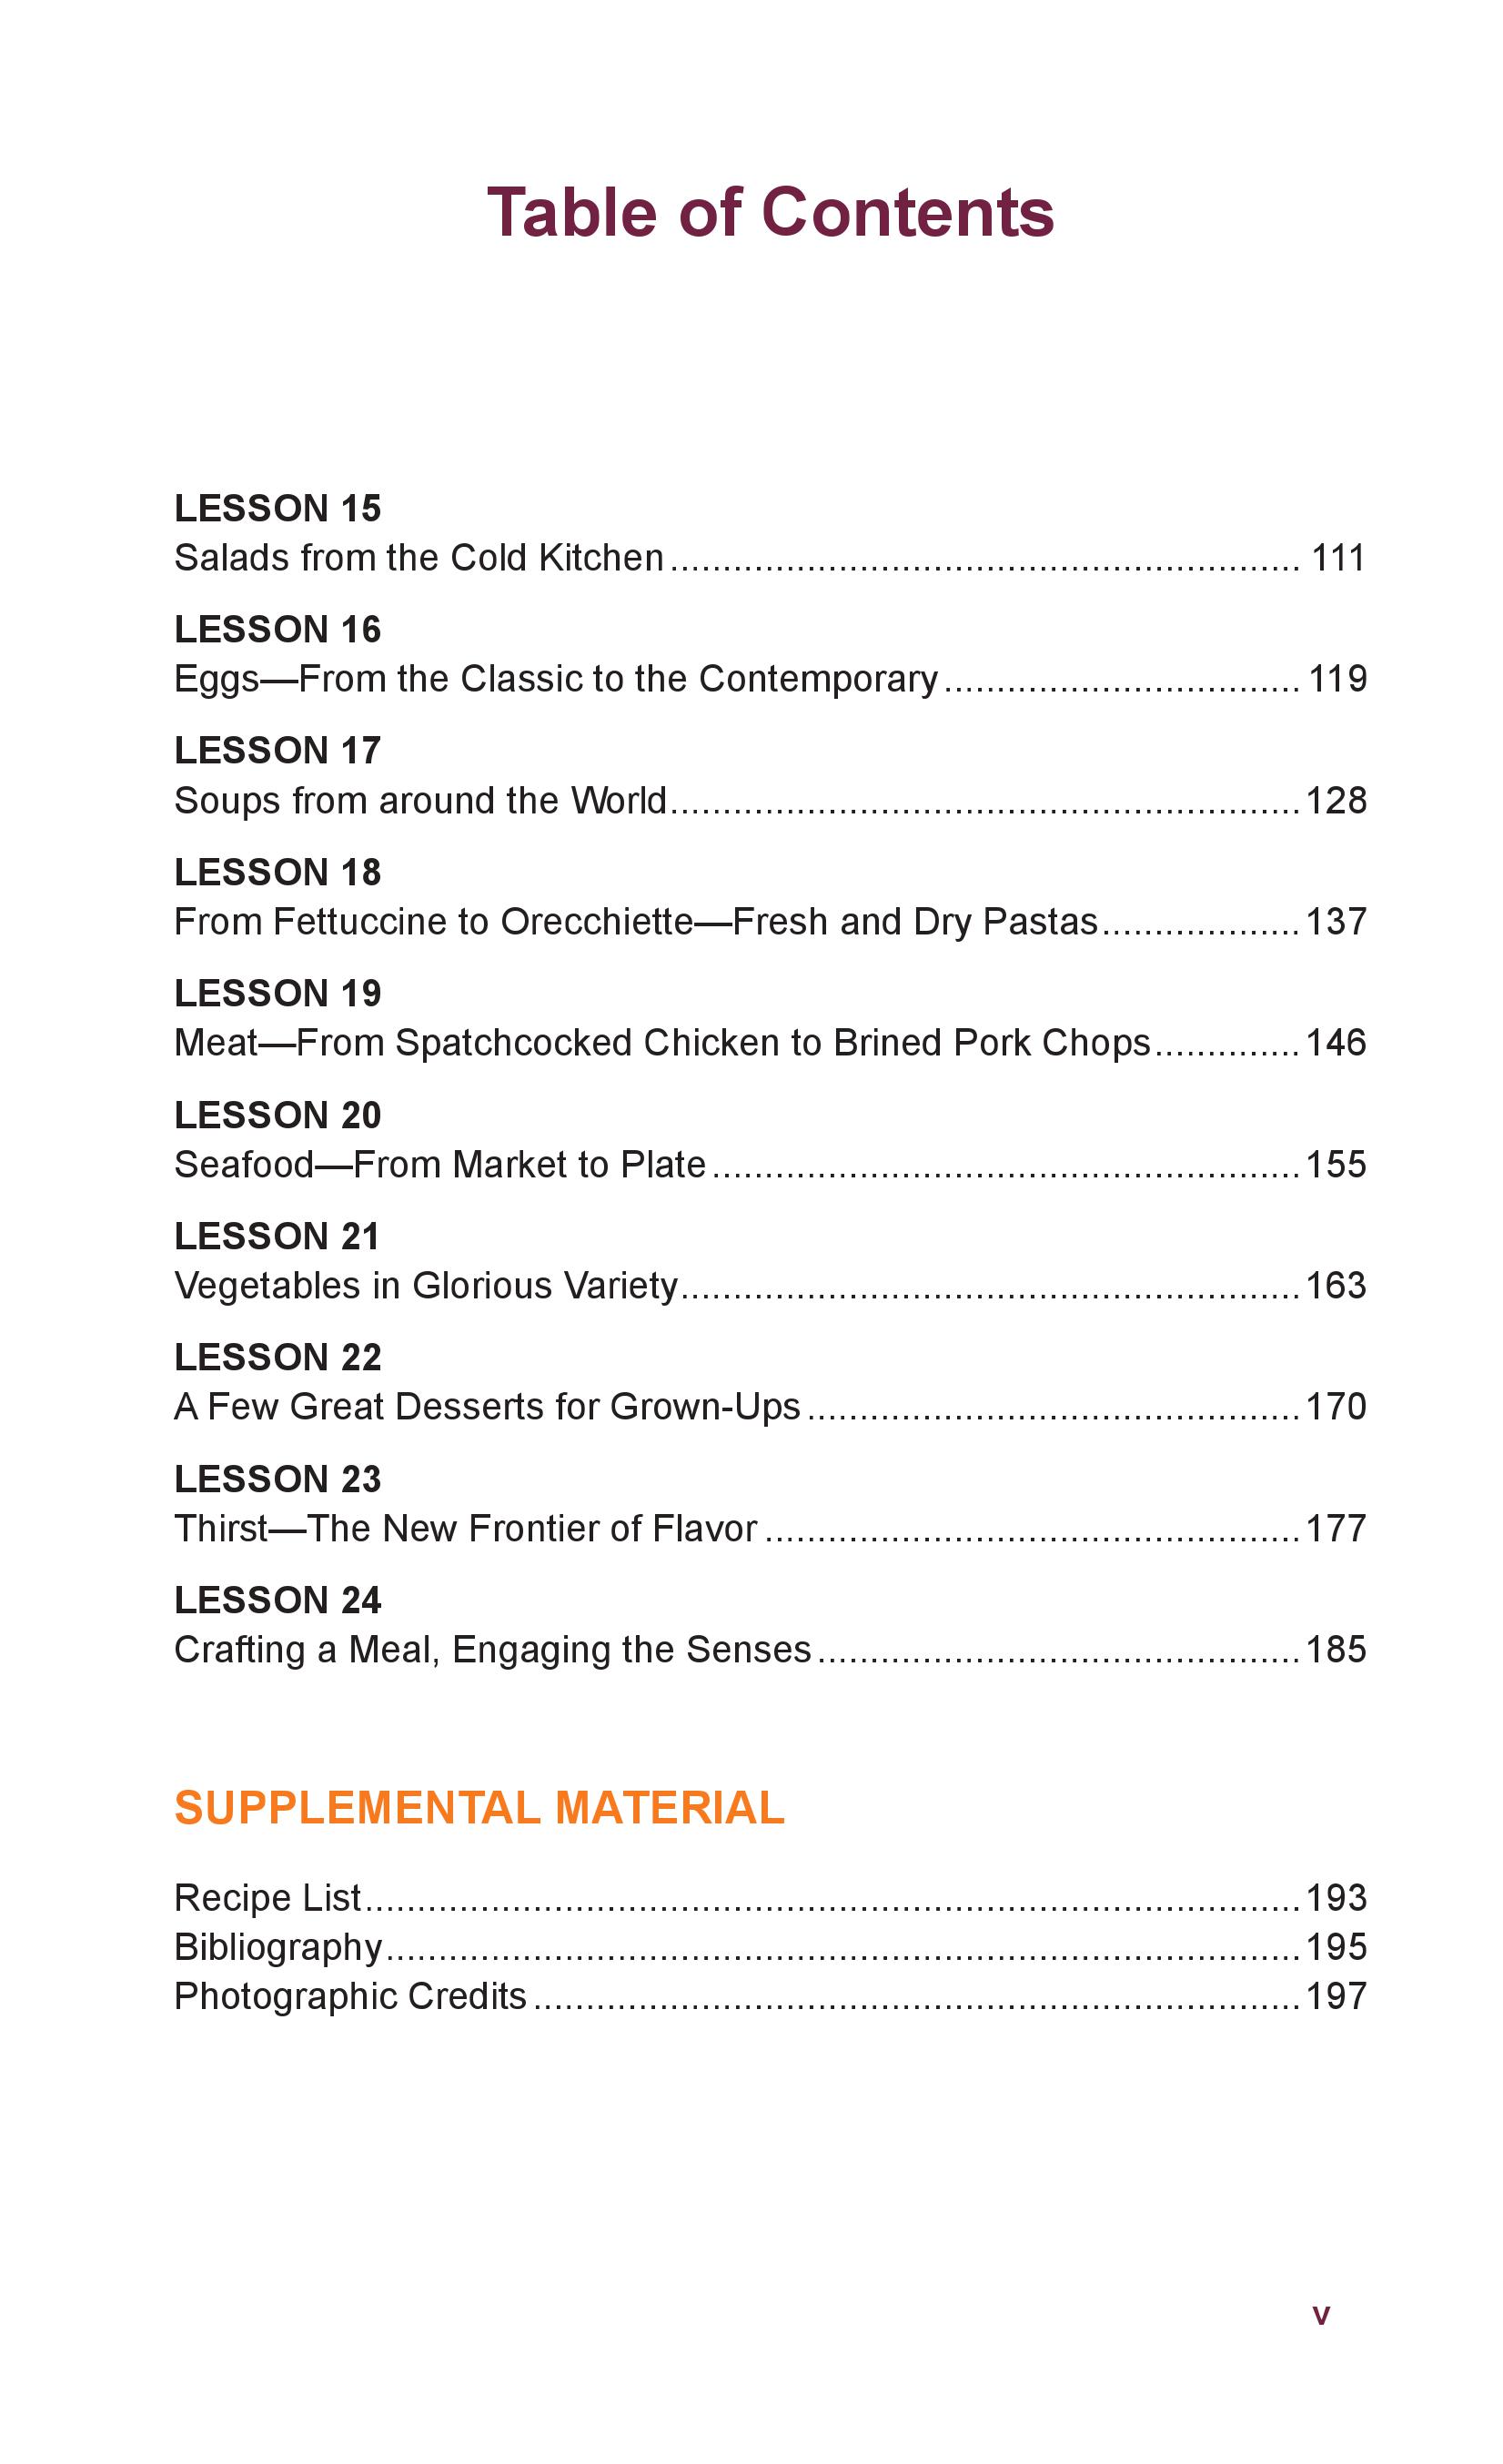 Table of Contents
LESSON 15
Salads from the Cold Kitchen ............................................................. 111
LESSON 16
Eggs—From the Classic to the Contemporary .................................. 119
LESSON 17
Soups from around the World ............................................................ 128
LESSON 18
From Fettuccine to Orecchiette—Fresh and Dry Pastas ................... 137
LESSON 19
Meat—From Spatchcocked Chicken to Brined Pork Chops .............. 146
LESSON 20
Seafood—From Market to Plate ........................................................ 155
LESSON 21
Vegetables in Glorious Variety ........................................................... 163
LESSON 22
A Few Great Desserts for Grown-Ups ............................................... 170
LESSON 23
Thirst—The New Frontier of Flavor ................................................... 177
LESSON 24
Crafting a Meal, Engaging the Senses .............................................. 185
SUPPLEMENTAL MATERIAL
Recipe List ......................................................................................... 193
Bibliography ....................................................................................... 195
Photographic Credits ......................................................................... 197
v